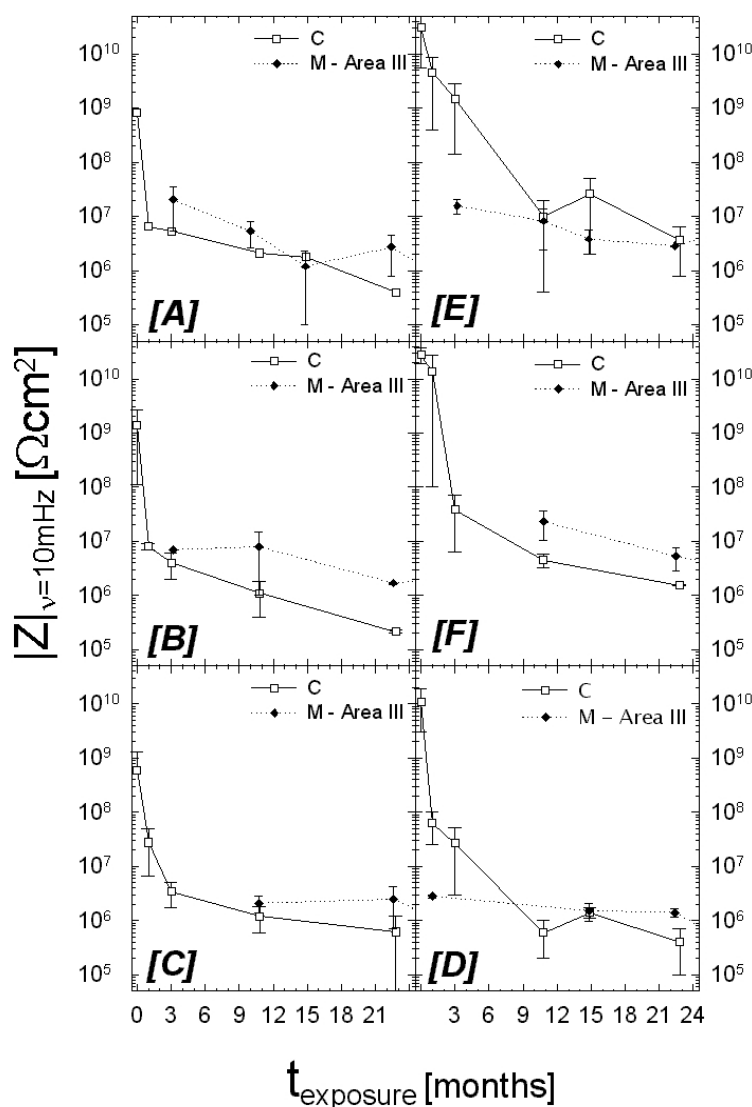 C
M - Area III
10¹⁰
10⁹
10⁸
10⁷
10⁶
10⁵
[A]
C
M - Area III
10¹⁰
10⁹
10⁸
10⁷
10⁶
10⁵
[E]
|Z|ν=10mHz [Ωcm²]
C
M - Area III
10¹⁰
10⁹
10⁸
10⁷
10⁶
10⁵
[B]
C
M - Area III
10¹⁰
10⁹
10⁸
10⁷
10⁶
10⁵
[F]
C
M - Area III
10¹⁰
10⁹
10⁸
10⁷
10⁶
10⁵
[C]
C
M – Area III
10¹⁰
10⁹
10⁸
10⁷
10⁶
10⁵
[D]
0 3 6 9 12 15 18 21
3 6 9 12 15 18 21 24
t exposure [months]